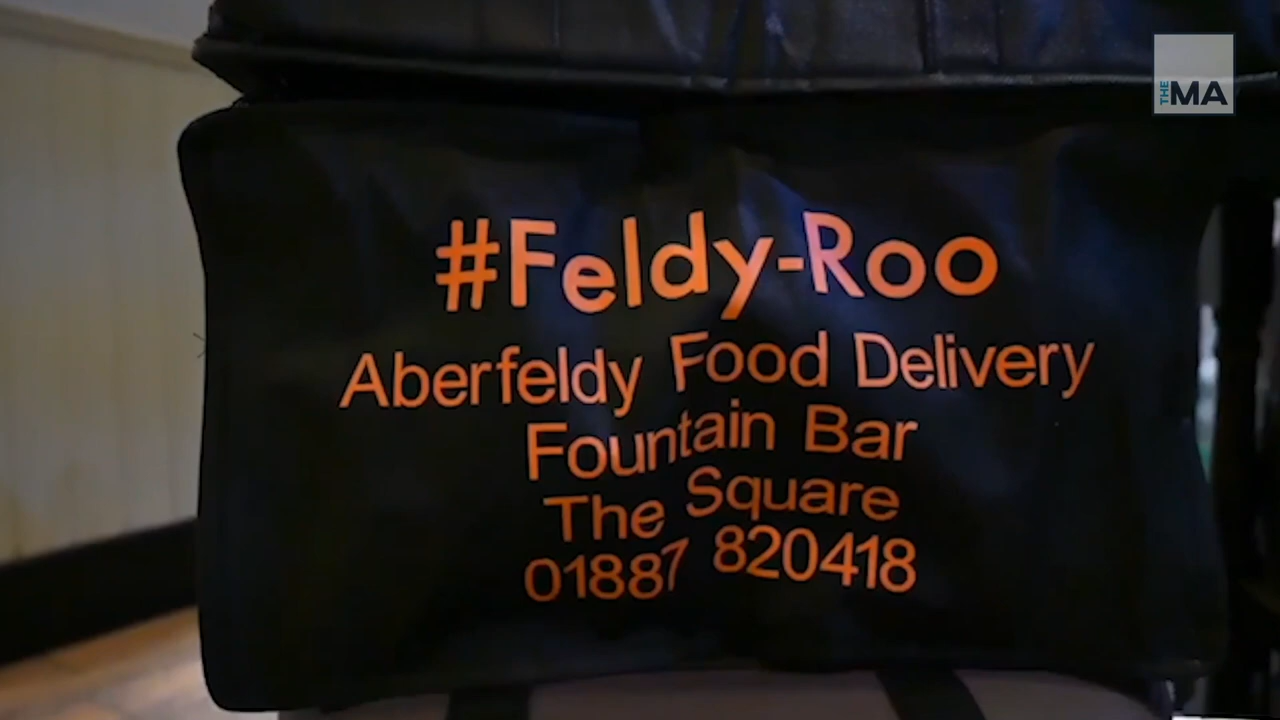 THE MA
#Feldy-Roo
Aberfeldy Food Delivery
Fountain Bar
The Square
01887 820418